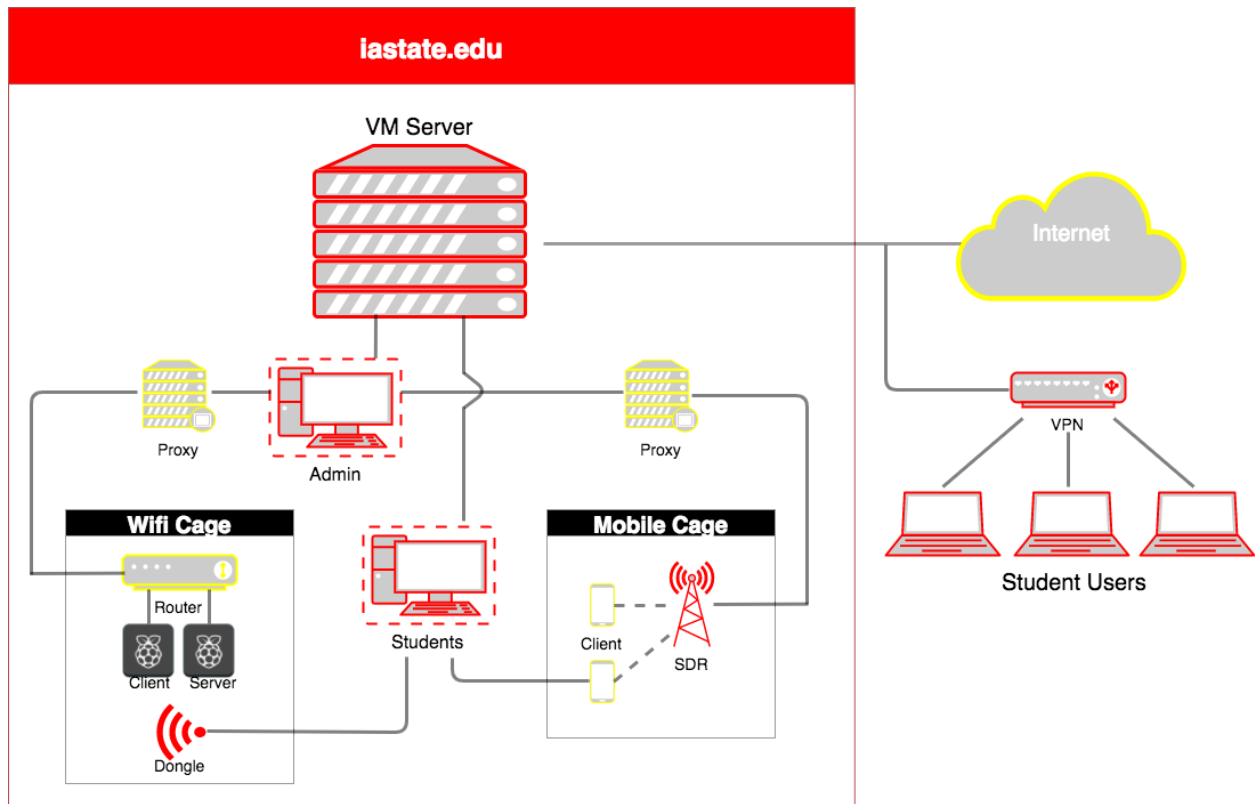 iastate.edu
VM Server
Internet
Proxy
Admin
Proxy
VPN
Wifi Cage
Mobile Cage
Student Users
Router
Client
Server
Students
Client
SDR
Dongle